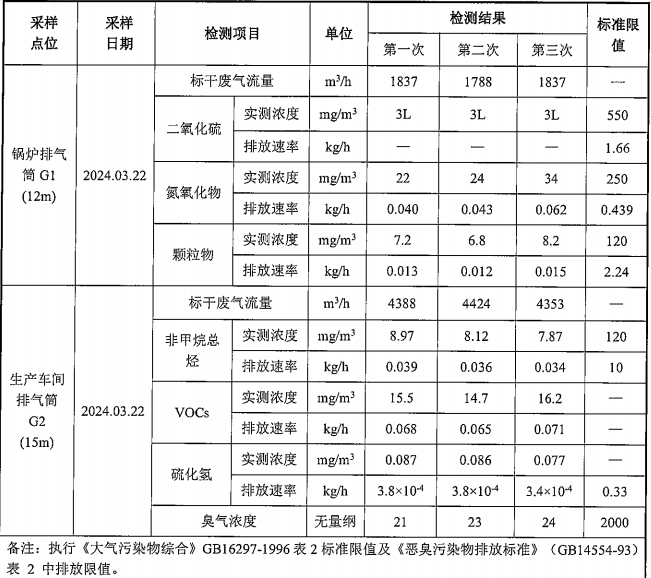 采样点位 采样日期 检测项目 单位 检测结果 标准限值
第一次 第二次 第三次
锅炉排气筒 G1 (12m) 2024.03.22 标干废气流量 m³/h 1837 1788 1837 —
二氧化硫 实测浓度 mg/m³ 3L 3L 3L 550
排放速率 kg/h — — — 1.66
氮氧化物 实测浓度 mg/m³ 22 24 34 250
排放速率 kg/h 0.040 0.043 0.062 0.439
颗粒物 实测浓度 mg/m³ 7.2 6.8 8.2 120
排放速率 kg/h 0.013 0.012 0.015 2.24
生产车间排气筒 G2 (15m) 2024.03.22 标干废气流量 m³/h 4388 4424 4353 —
非甲烷总烃 实测浓度 mg/m³ 8.97 8.12 7.87 120
排放速率 kg/h 0.039 0.036 0.034 10
VOCs 实测浓度 mg/m³ 15.5 14.7 16.2 —
排放速率 kg/h 0.068 0.065 0.071 —
硫化氢 实测浓度 mg/m³ 0.087 0.086 0.077 —
排放速率 kg/h 3.8×10⁻⁴ 3.8×10⁻⁴ 3.4×10⁻⁴ 0.33
臭气浓度 无量纲 21 23 24 2000
备注：执行《大气污染物综合》GB16297-1996 表 2 标准限值及《恶臭污染物排放标准》（GB14554-93）
表 2 中排放限值。